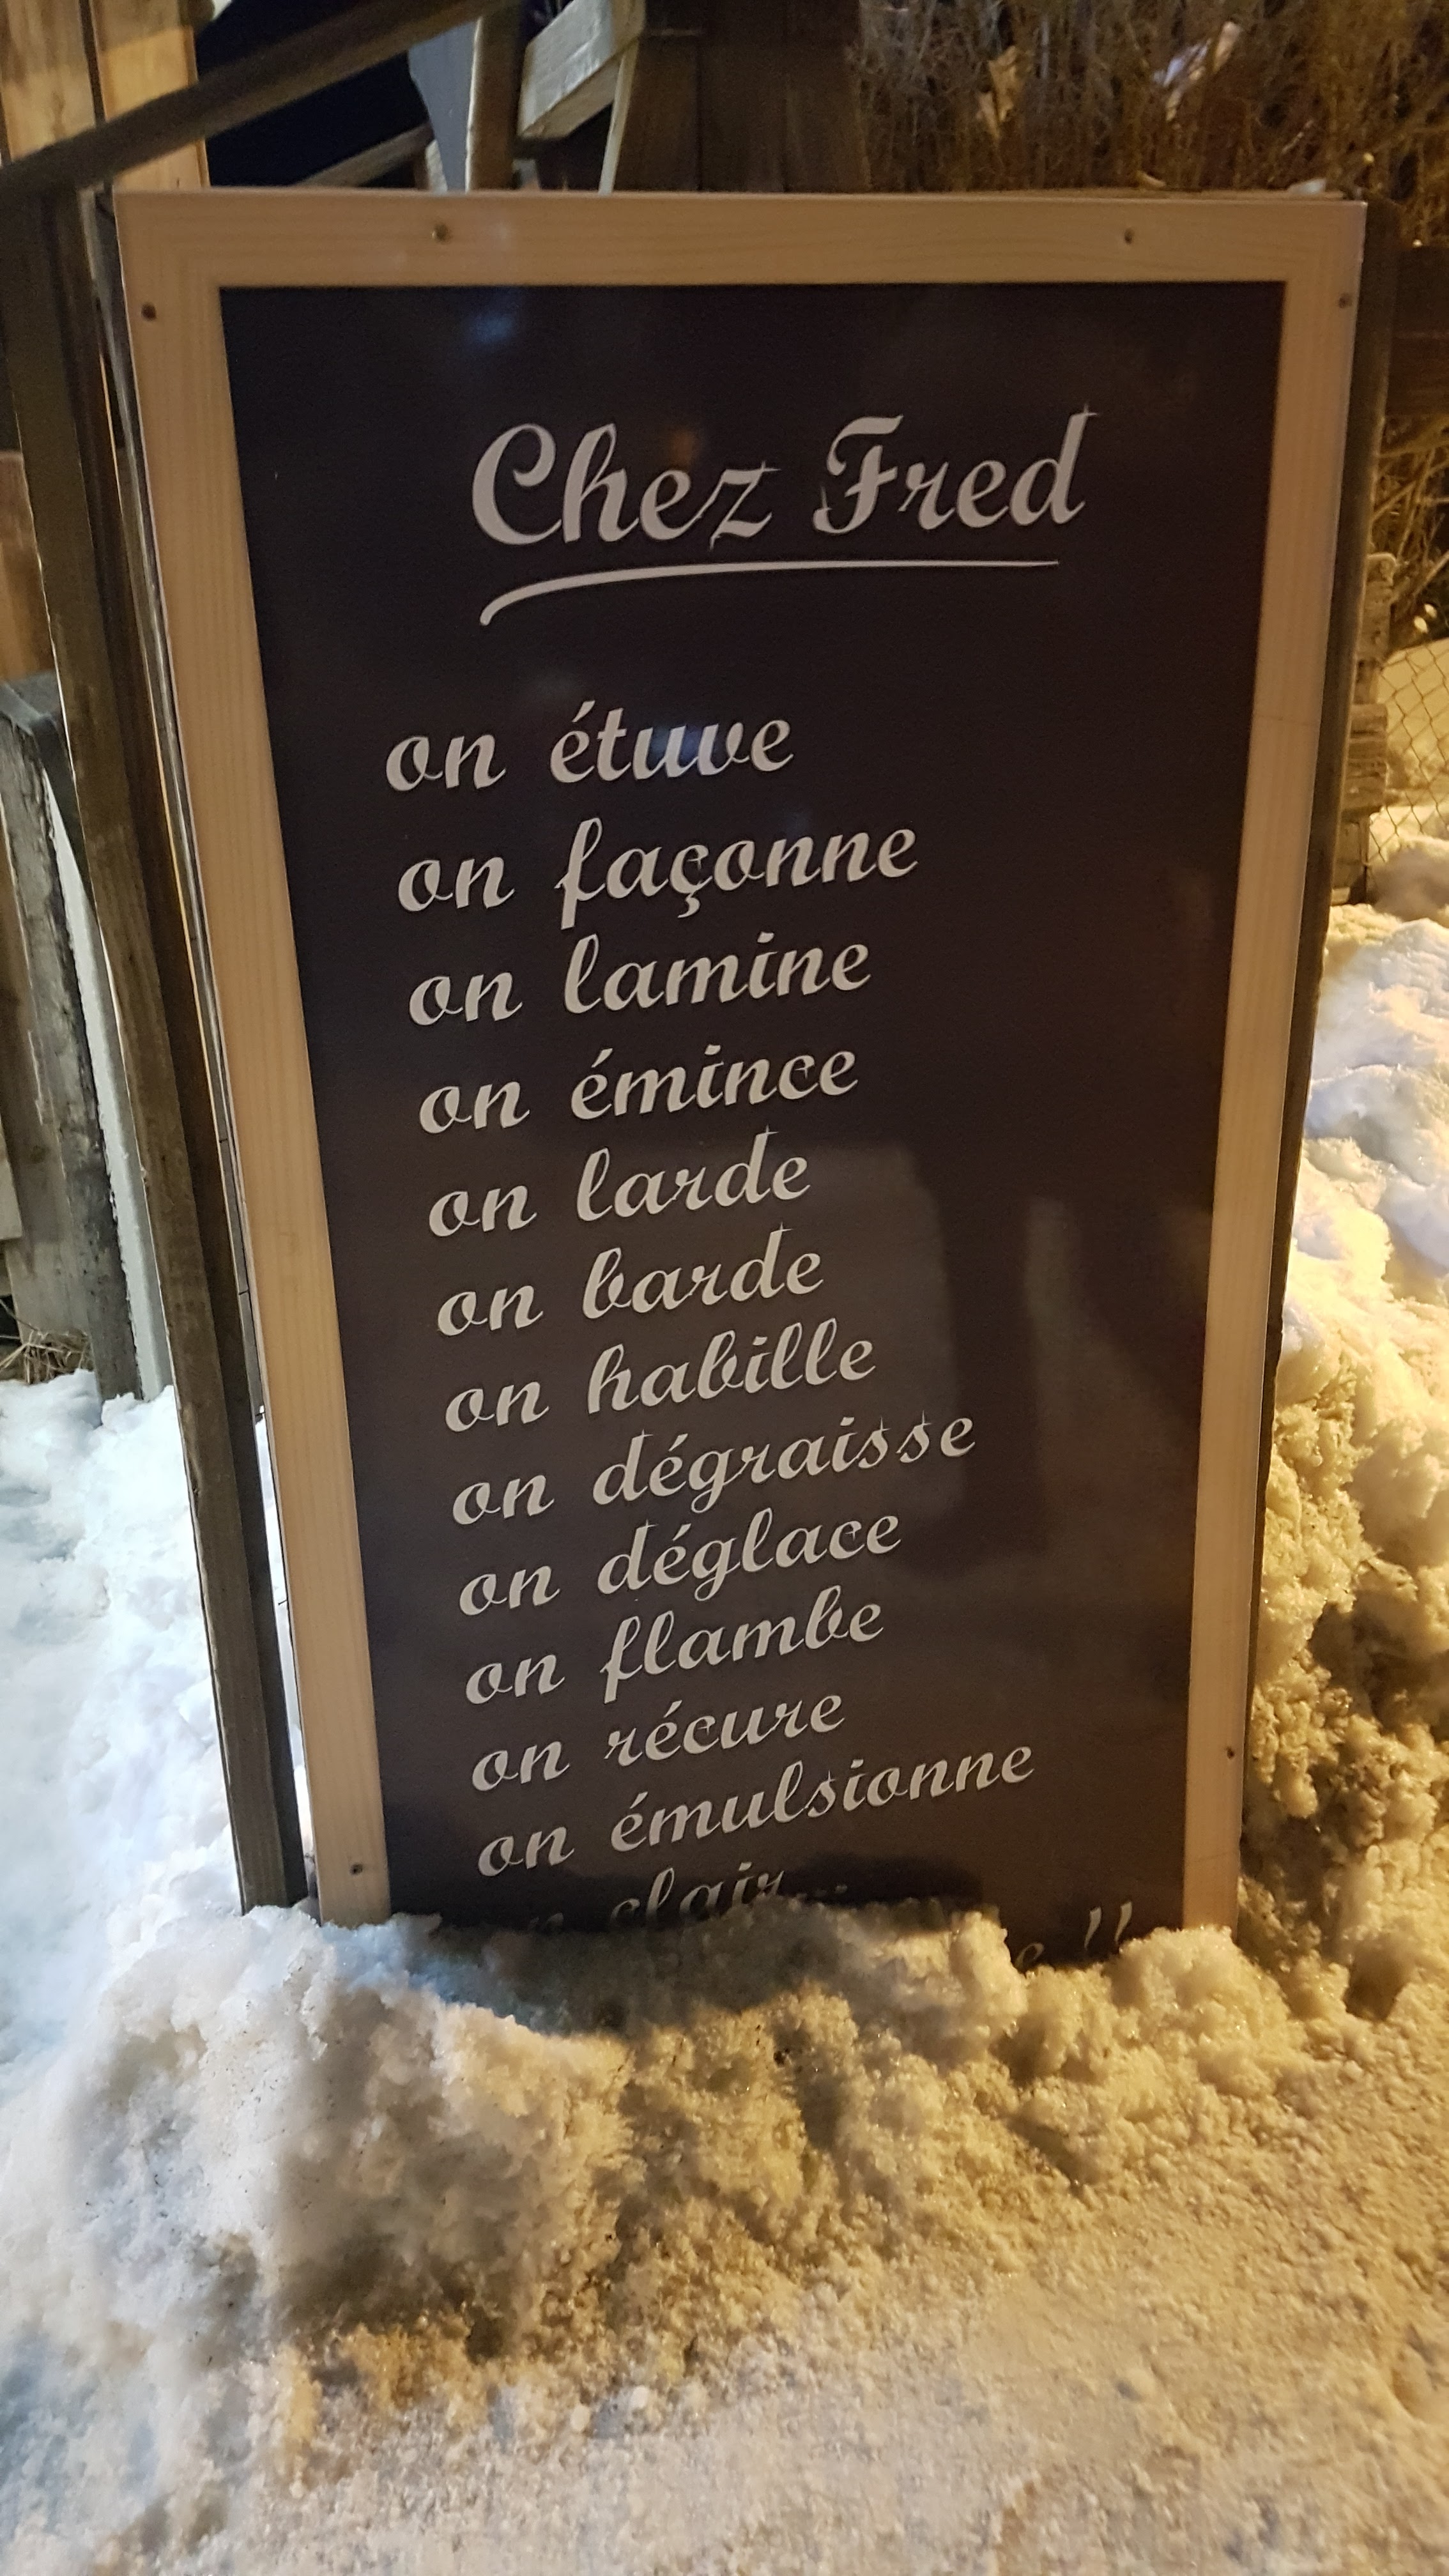 Chez Fred
on étuve
on façonne
on lamine
on émince
on larde
on barde
on habille
on dégraisse
on déglace
on flambe
on récure
on émulsionne